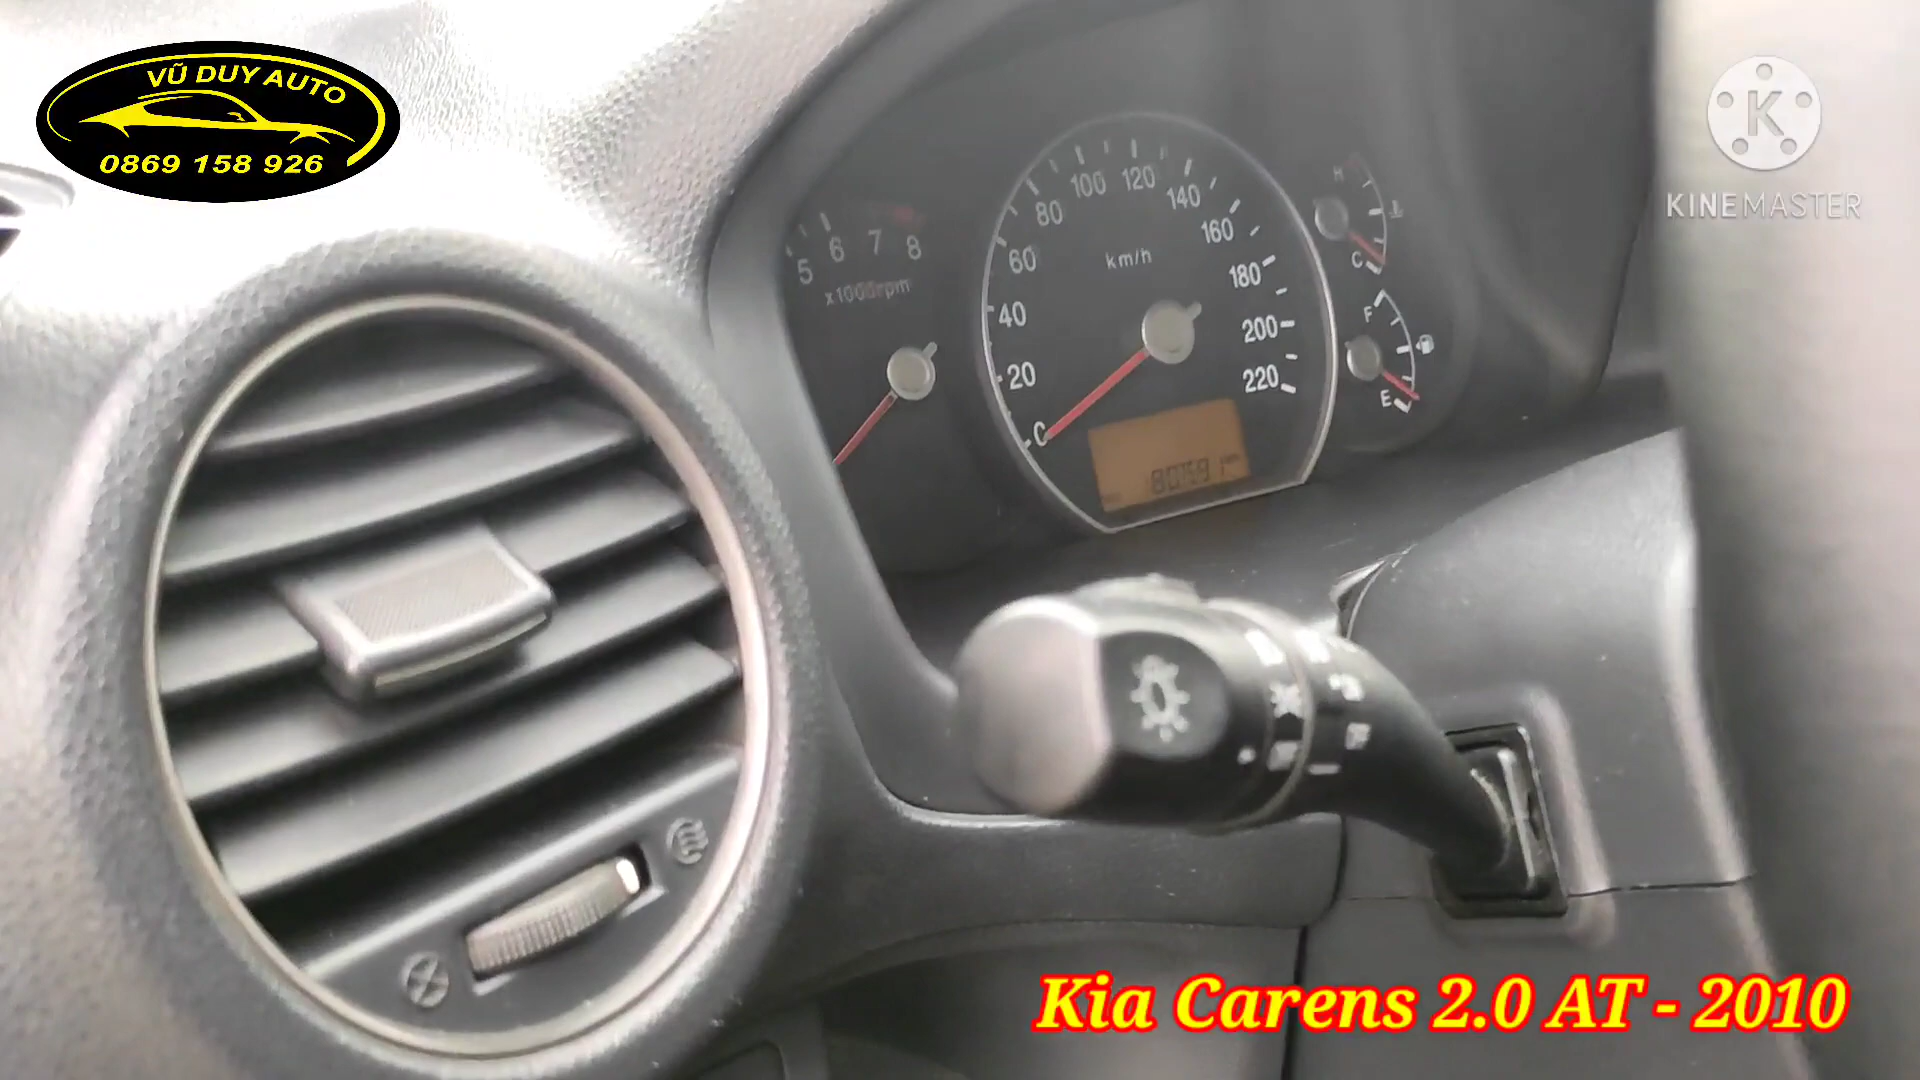 VŨ DUY AUTO
0869 158 926
KINEMASTER
5 6 7 8
x1000rpm
0 20 40 60 80 100 120 140 160 180 200 220
km/h
H
C
F
E
Kia Carens 2.0 AT - 2010